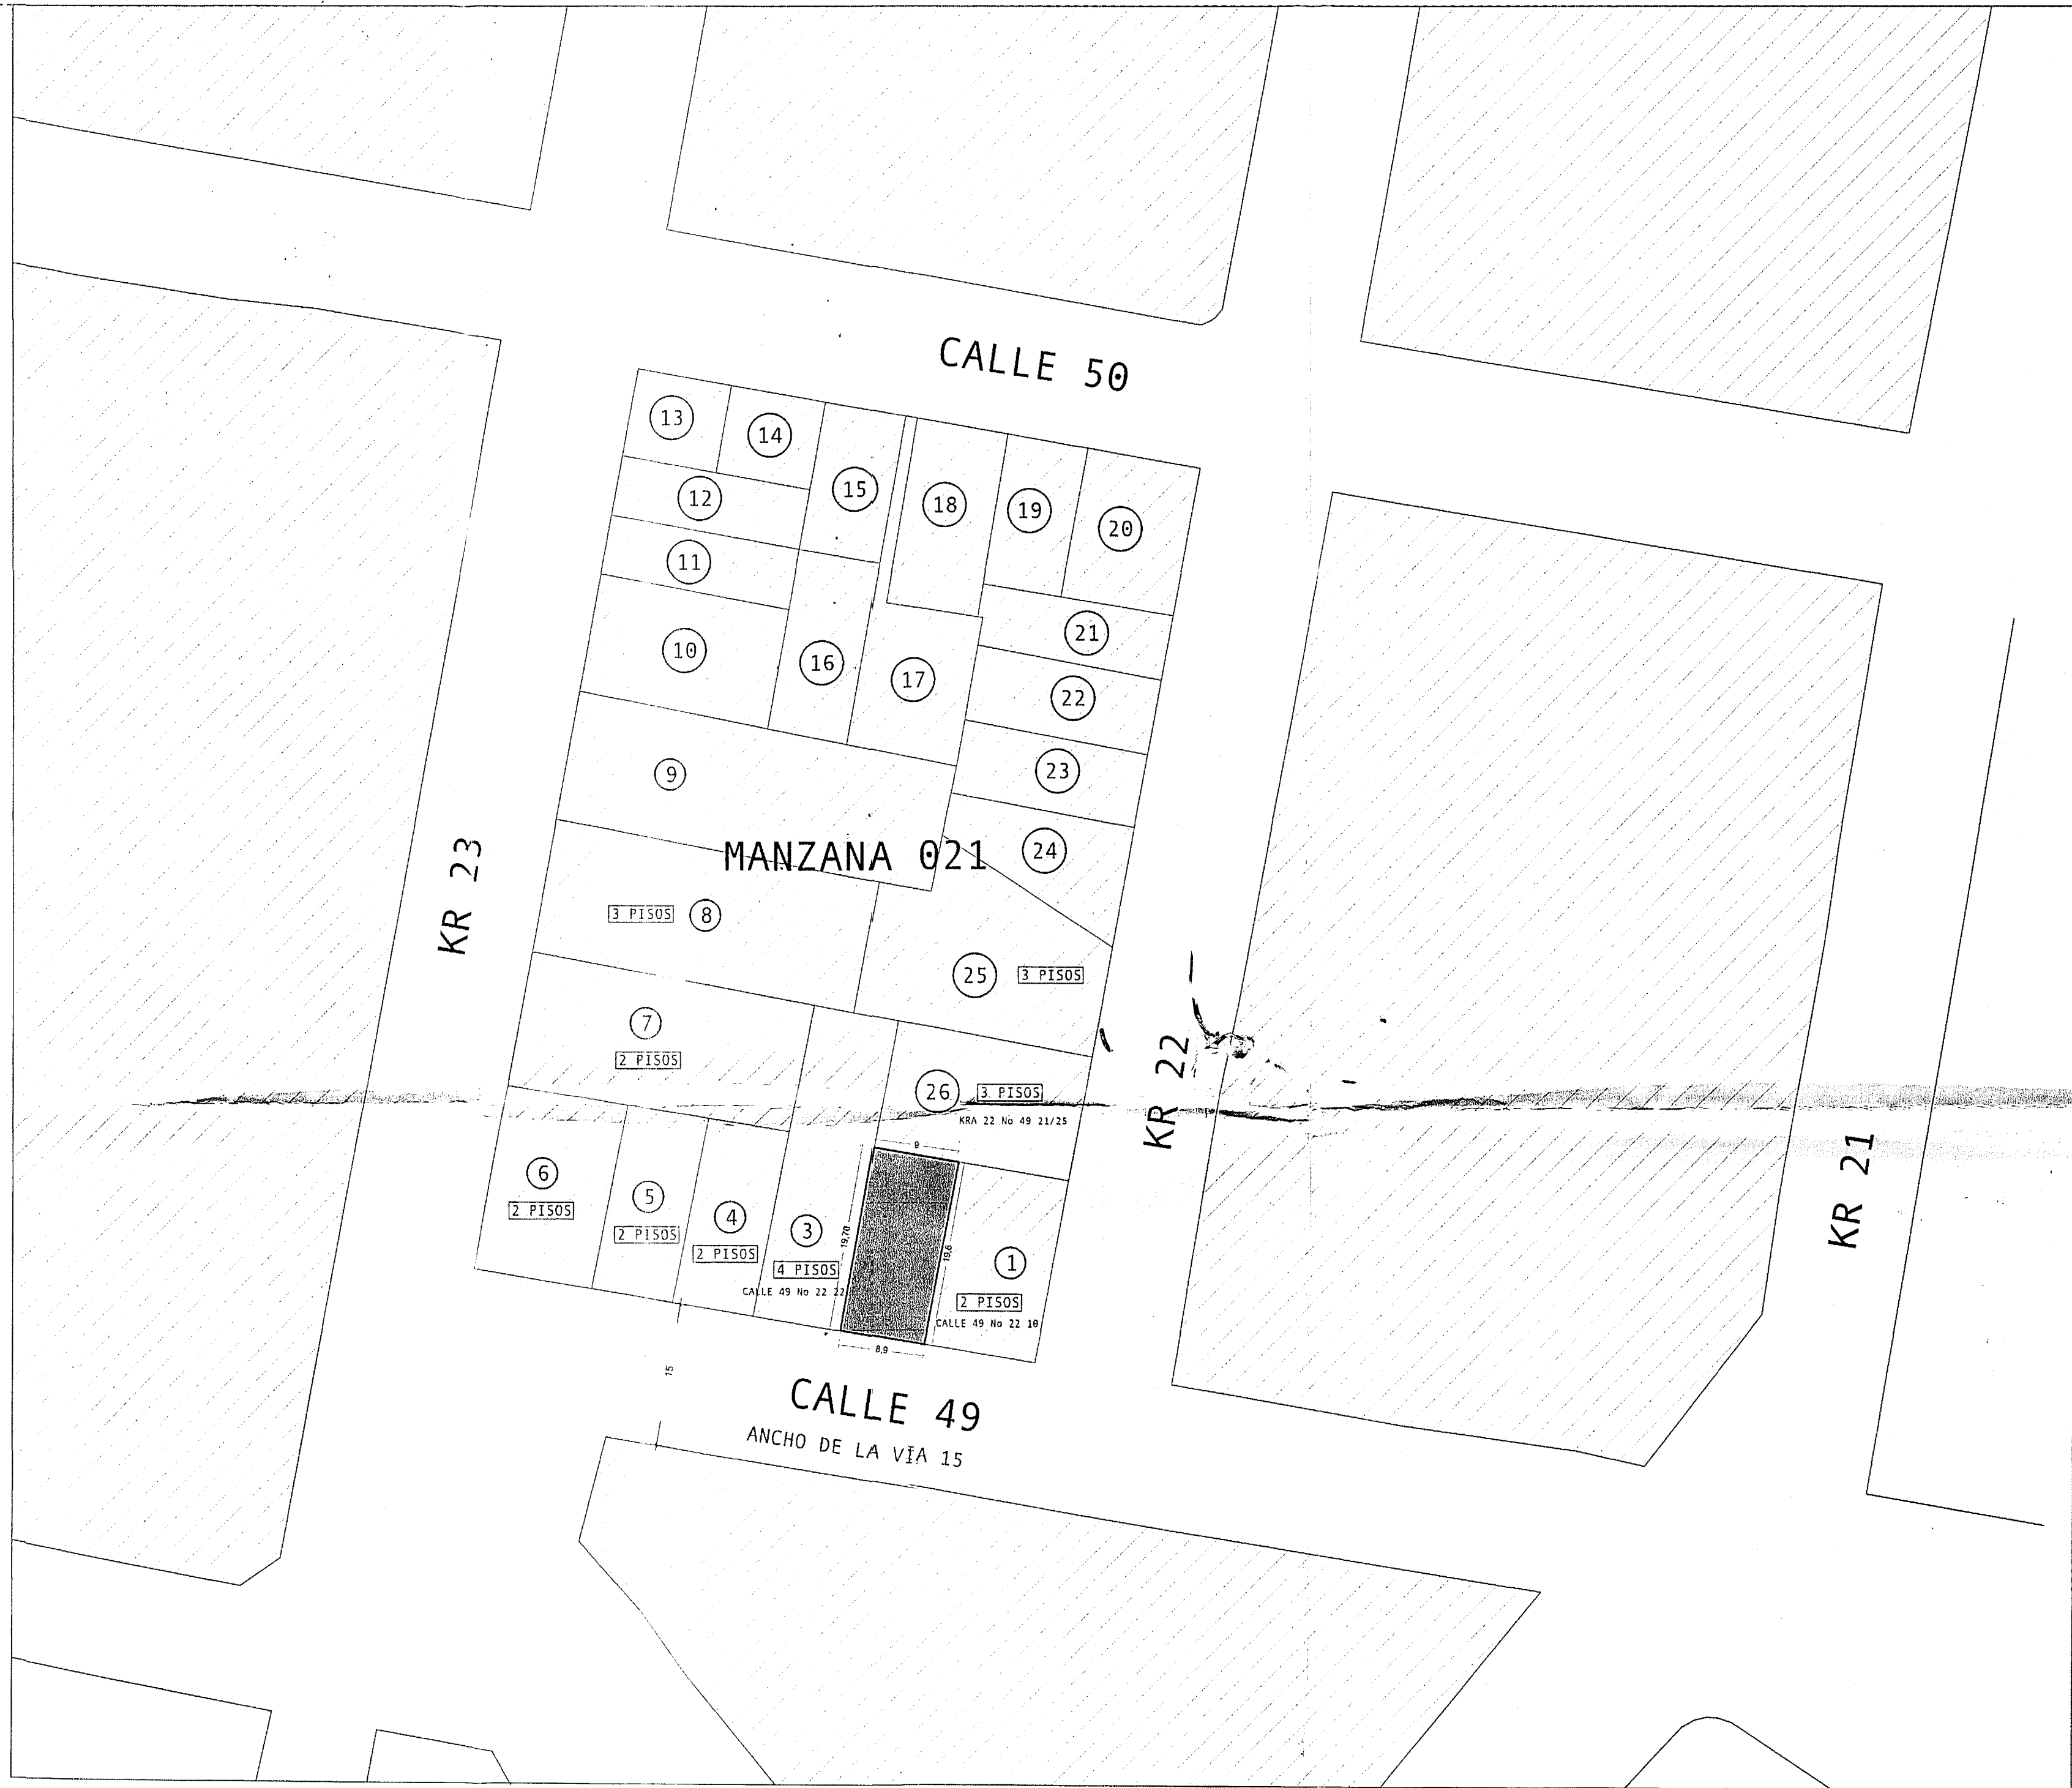 CALLE 50
13
14
15
18
19
20
12
11
21
10
16
17
22
9
23
MANZANA 021
24
KR 23
3 PISOS
8
25
3 PISOS
7
2 PISOS
KR 22
26
3 PISOS
KRA 22 No 49 21/25
9
KR 21
6
2 PISOS
5
2 PISOS
4
2 PISOS
3
4 PISOS
CALLE 49 No 22 22
19,70
19,6
1
2 PISOS
CALLE 49 No 22 10
8,9
15
CALLE 49
ANCHO DE LA VIA 15